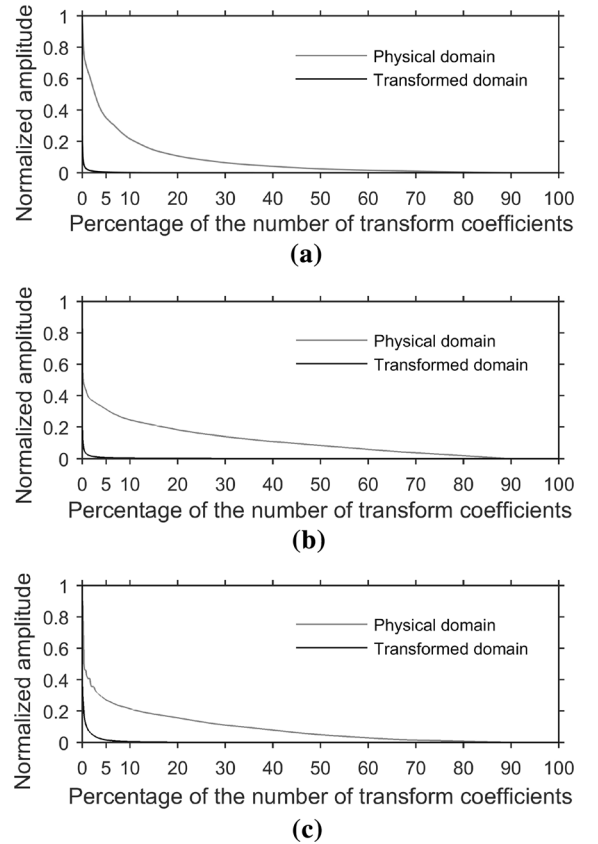 Normalized amplitude
1
0.8
0.6
0.4
0.2
0
Physical domain
Transformed domain
0 5 10 20 30 40 50 60 70 80 90 100
Percentage of the number of transform coefficients
(a)
Normalized amplitude
1
0.8
0.6
0.4
0.2
0
Physical domain
Transformed domain
0 5 10 20 30 40 50 60 70 80 90 100
Percentage of the number of transform coefficients
(b)
Normalized amplitude
1
0.8
0.6
0.4
0.2
0
Physical domain
Transformed domain
0 5 10 20 30 40 50 60 70 80 90 100
Percentage of the number of transform coefficients
(c)